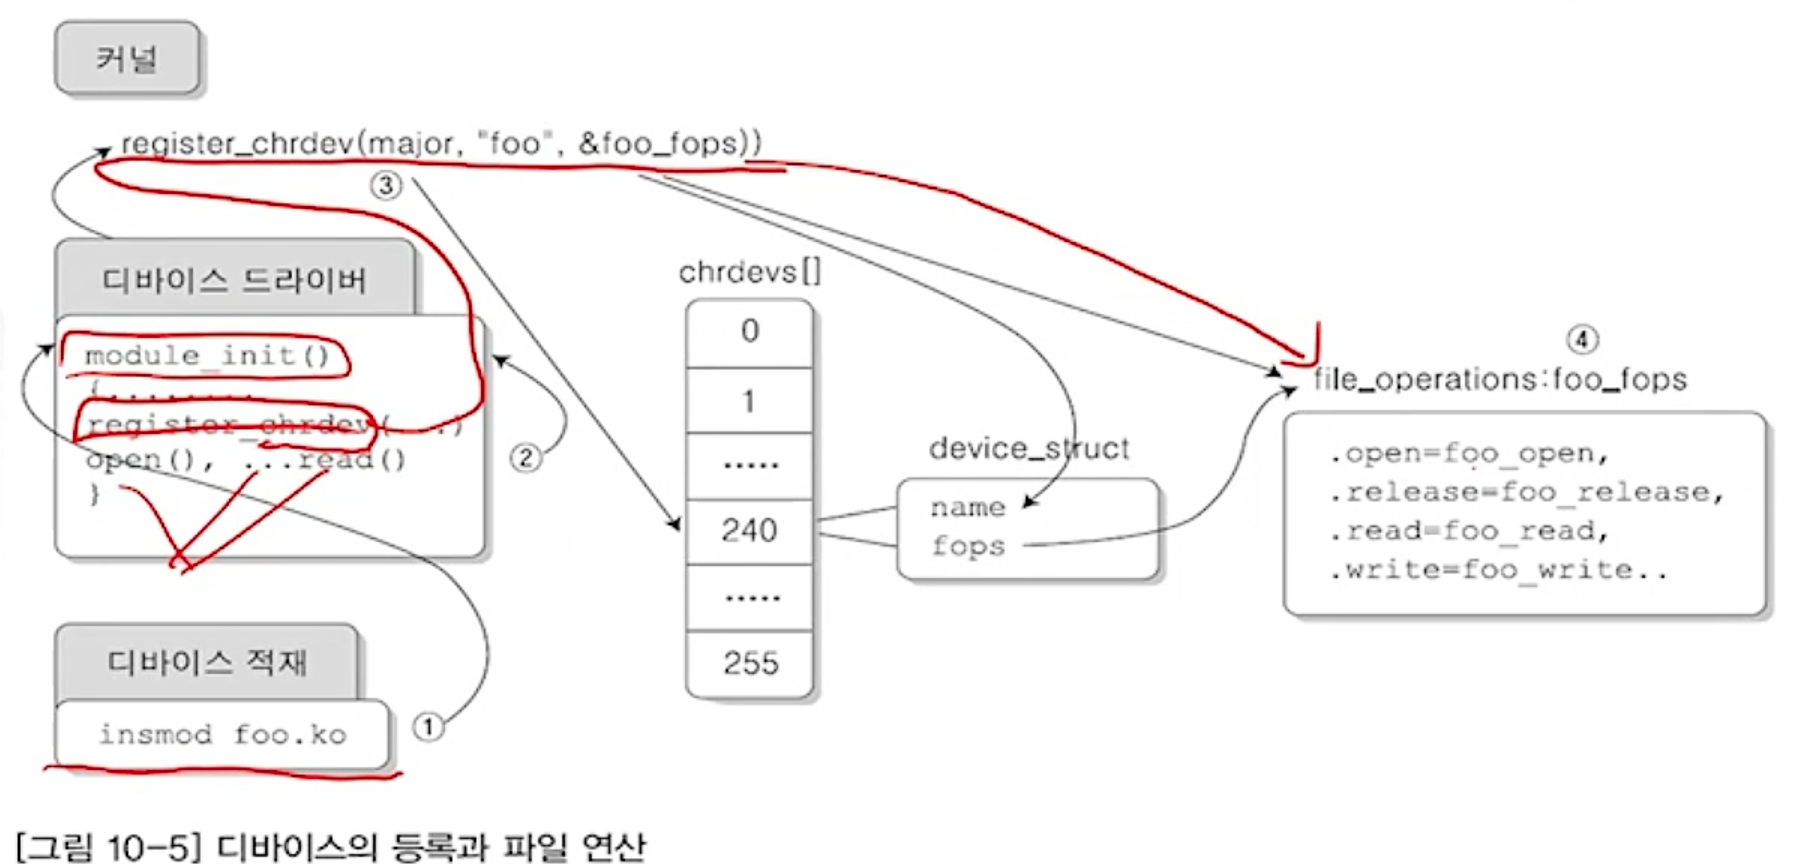 커널
register_chrdev(major, "foo", &foo_fops))
③
디바이스 드라이버
module_init()
{.........
register_chrdev(...)
open(), ...read()
}
②
디바이스 적재
insmod foo.ko
①
chrdevs[]
0
1
.....
240
.....
255
device_struct
name
fops
④
file_operations:foo_fops
.open=foo_open,
.release=foo_release,
.read=foo_read,
.write=foo_write..
[그림 10-5] 디바이스의 등록과 파일 연산